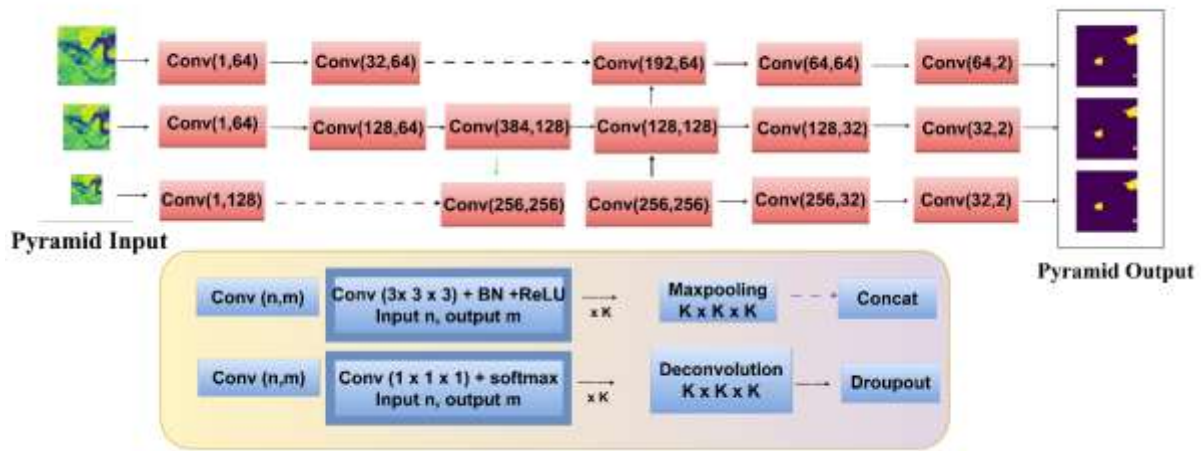 Conv(1,64) Conv(32,64) Conv(192,64) Conv(64,64) Conv(64,2)
Conv(1,64) Conv(128,64) Conv(384,128) Conv(128,128) Conv(128,32) Conv(32,2)
Conv(1,128) Conv(256,256) Conv(256,256) Conv(256,32) Conv(32,2)
Pyramid Input
Pyramid Output
Conv (n,m) Conv (3x 3 x 3) + BN +ReLU
Input n, output m
x K
Maxpooling
K x K x K
Concat
Conv (n,m) Conv (1 x 1 x 1) + softmax
Input n, output m
x K
Deconvolution
K x K x K
Droupout